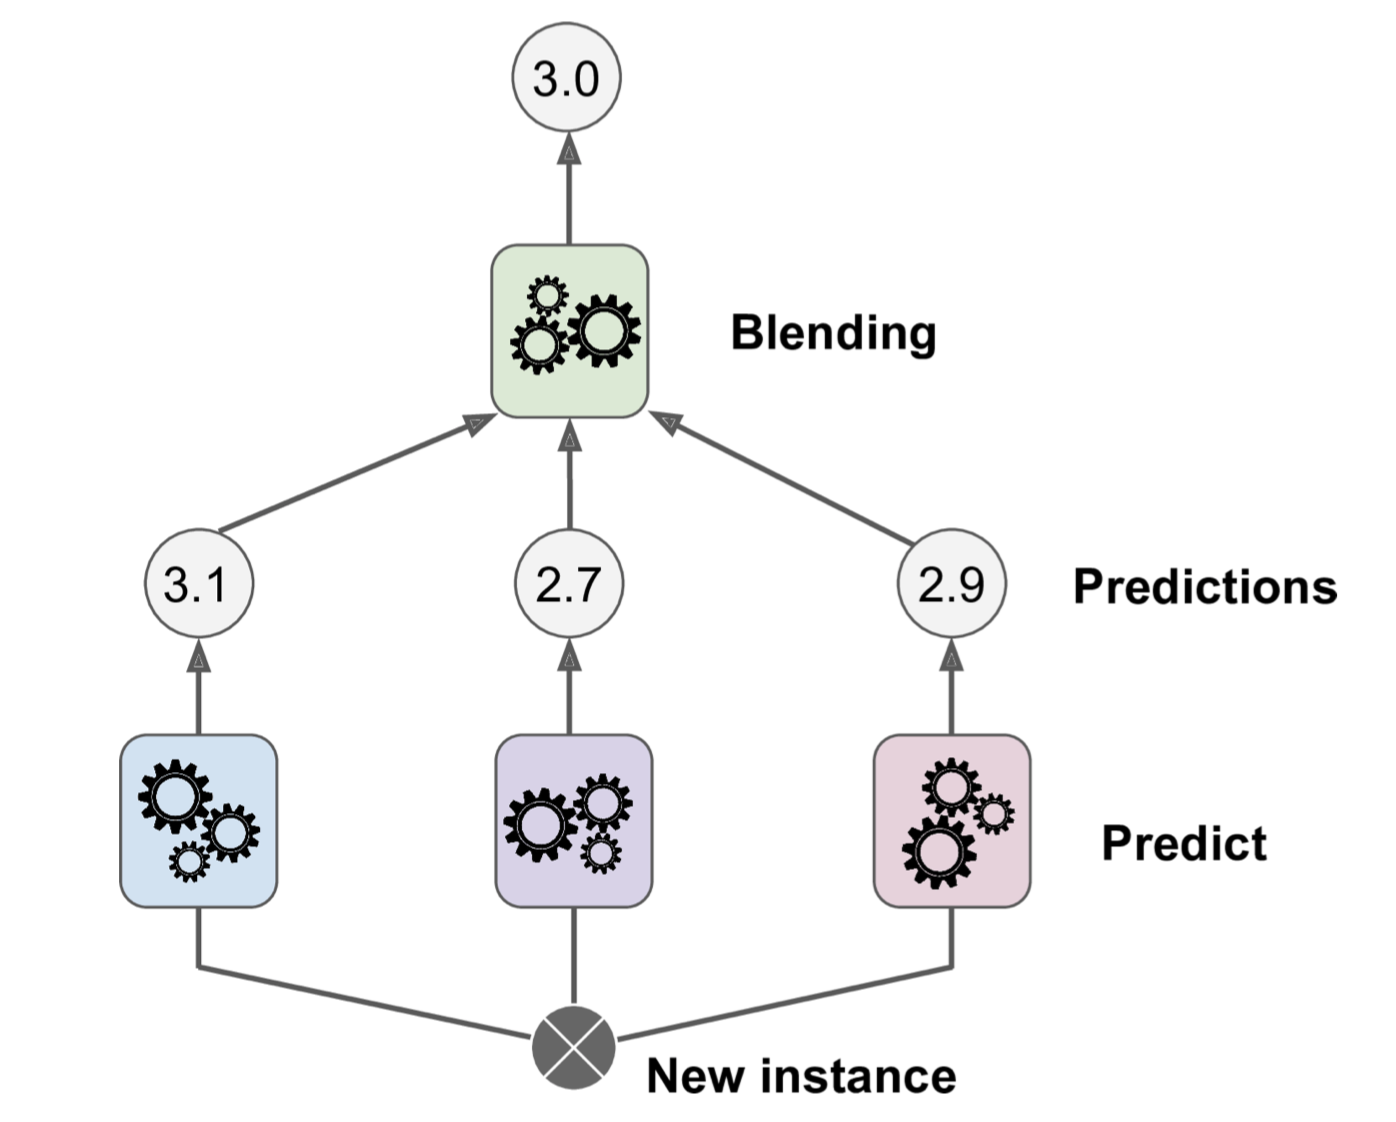 3.0
Blending
3.1
2.7
2.9
Predictions
Predict
New instance